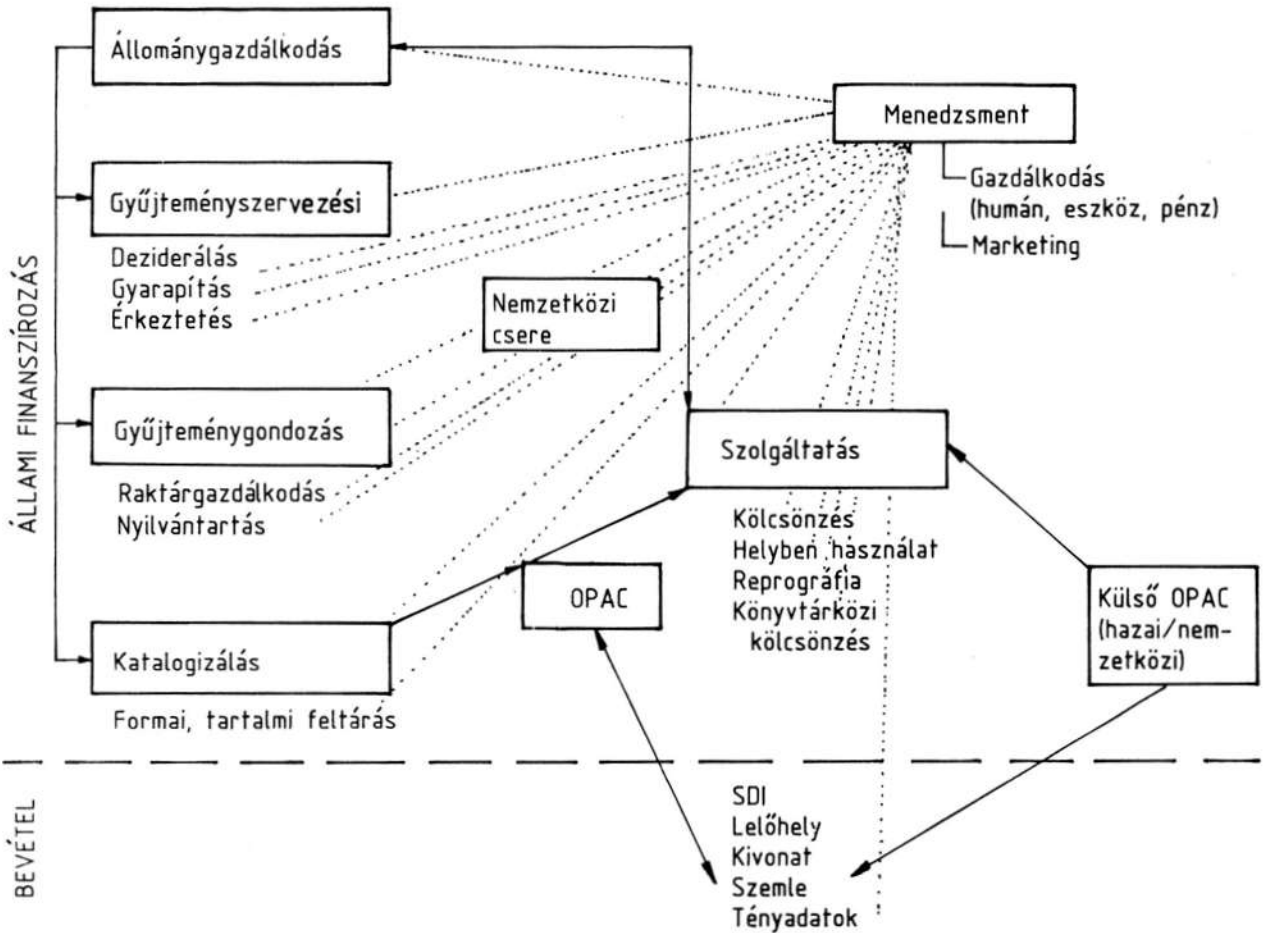 Állománygazdálkodás
Menedzsment
Gazdálkodás
(humán, eszköz, pénz)
Marketing
Gyűjteményszervezési
Deziderálás
Gyarapítás
Érkeztetés
Nemzetközi
csere
ÁLLAMI FINANSZÍROZÁS
Gyűjteménygondozás
Raktárgazdálkodás
Nyilvántartás
Szolgáltatás
Kölcsönzés
Helyben használat
Reprográfia
Könyvtárközi
kölcsönzés
OPAC
Külső OPAC
(hazai/nem-
zetközi)
Katalogizálás
Formai, tartalmi feltárás
BEVÉTEL
SDI
Lelőhely
Kivonat
Szemle
Tényadatok